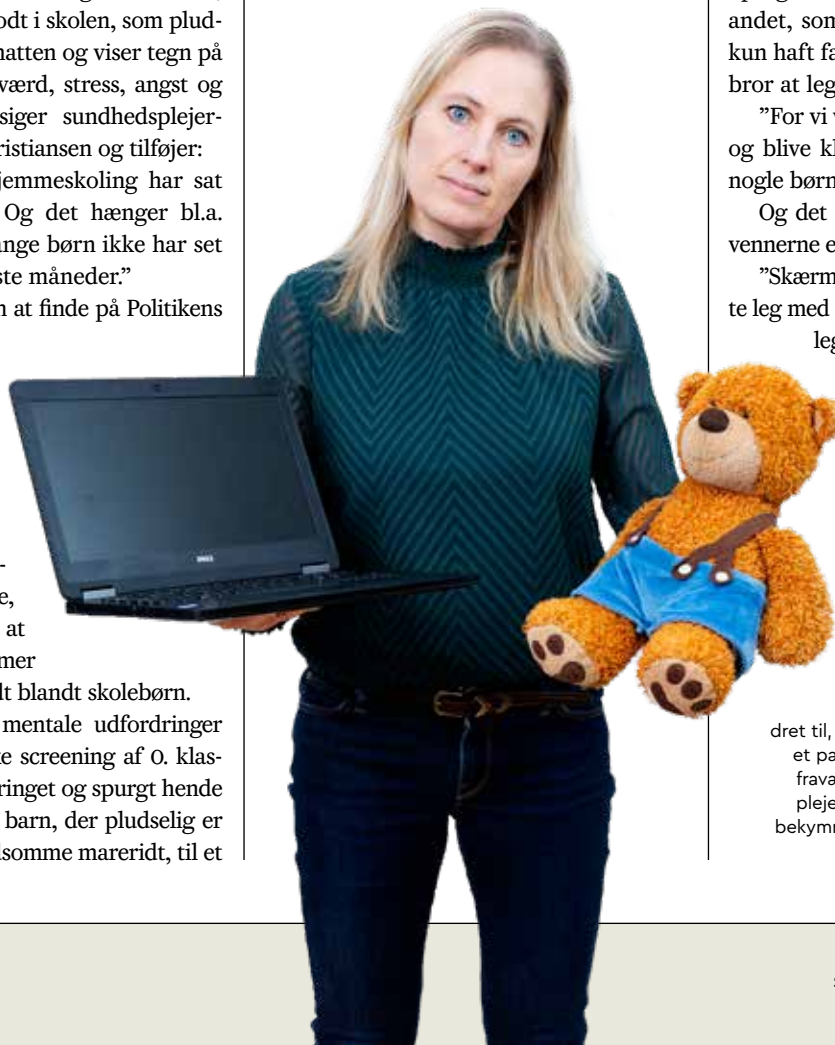 odt i skolen, som plud-
natten og viser tegn på
værd, stress, angst og
siger sundhedsplejer-
ristiansen og tilføjer:
jemmeskoling har sat
Og det hænger bl.a.
ange børn ikke har set
ste måneder.”
n at finde på Politikens
e,
at
mer
lt blandt skolebørn.
mentale udfordringer
ke screening af 0. klas-
ringet og spurgt hende
barn, der pludselig er
dsomme mareridt, til et
DELL
andet, som
kun haft fa
bror at leg
”For vi v
og blive kl
nogle børn
Og det
vennerne e
”Skærm
te leg med
leg
dret til,
et pa
fravæ
pleje
bekymr